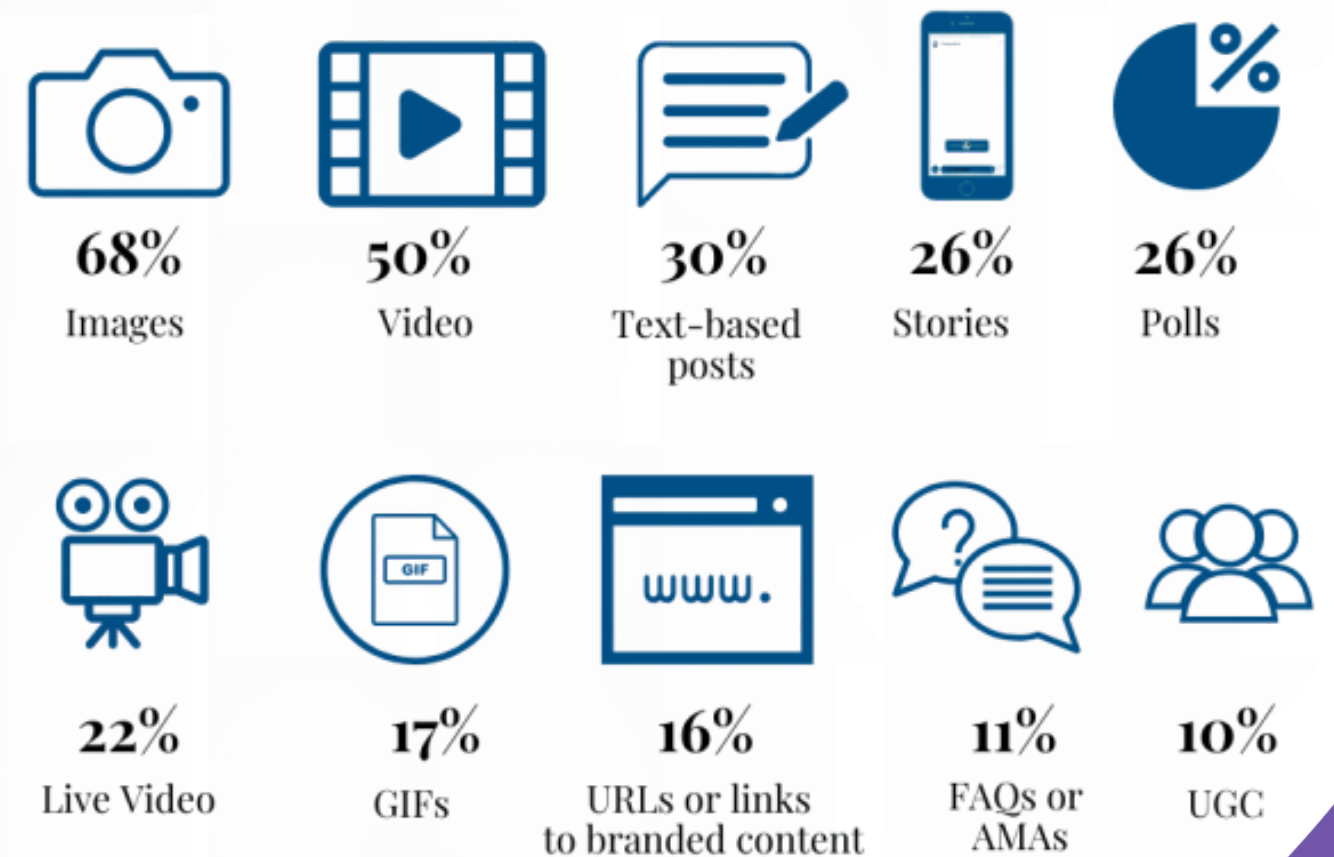 %
68%
50%
30%
26%
26%
Images
Video
Text-based
posts
Stories
Polls
GIF
www.
?
22%
17%
16%
11%
10%
Live Video
GIFs
URLs or links
to branded content
FAQs or
AMAs
UGC